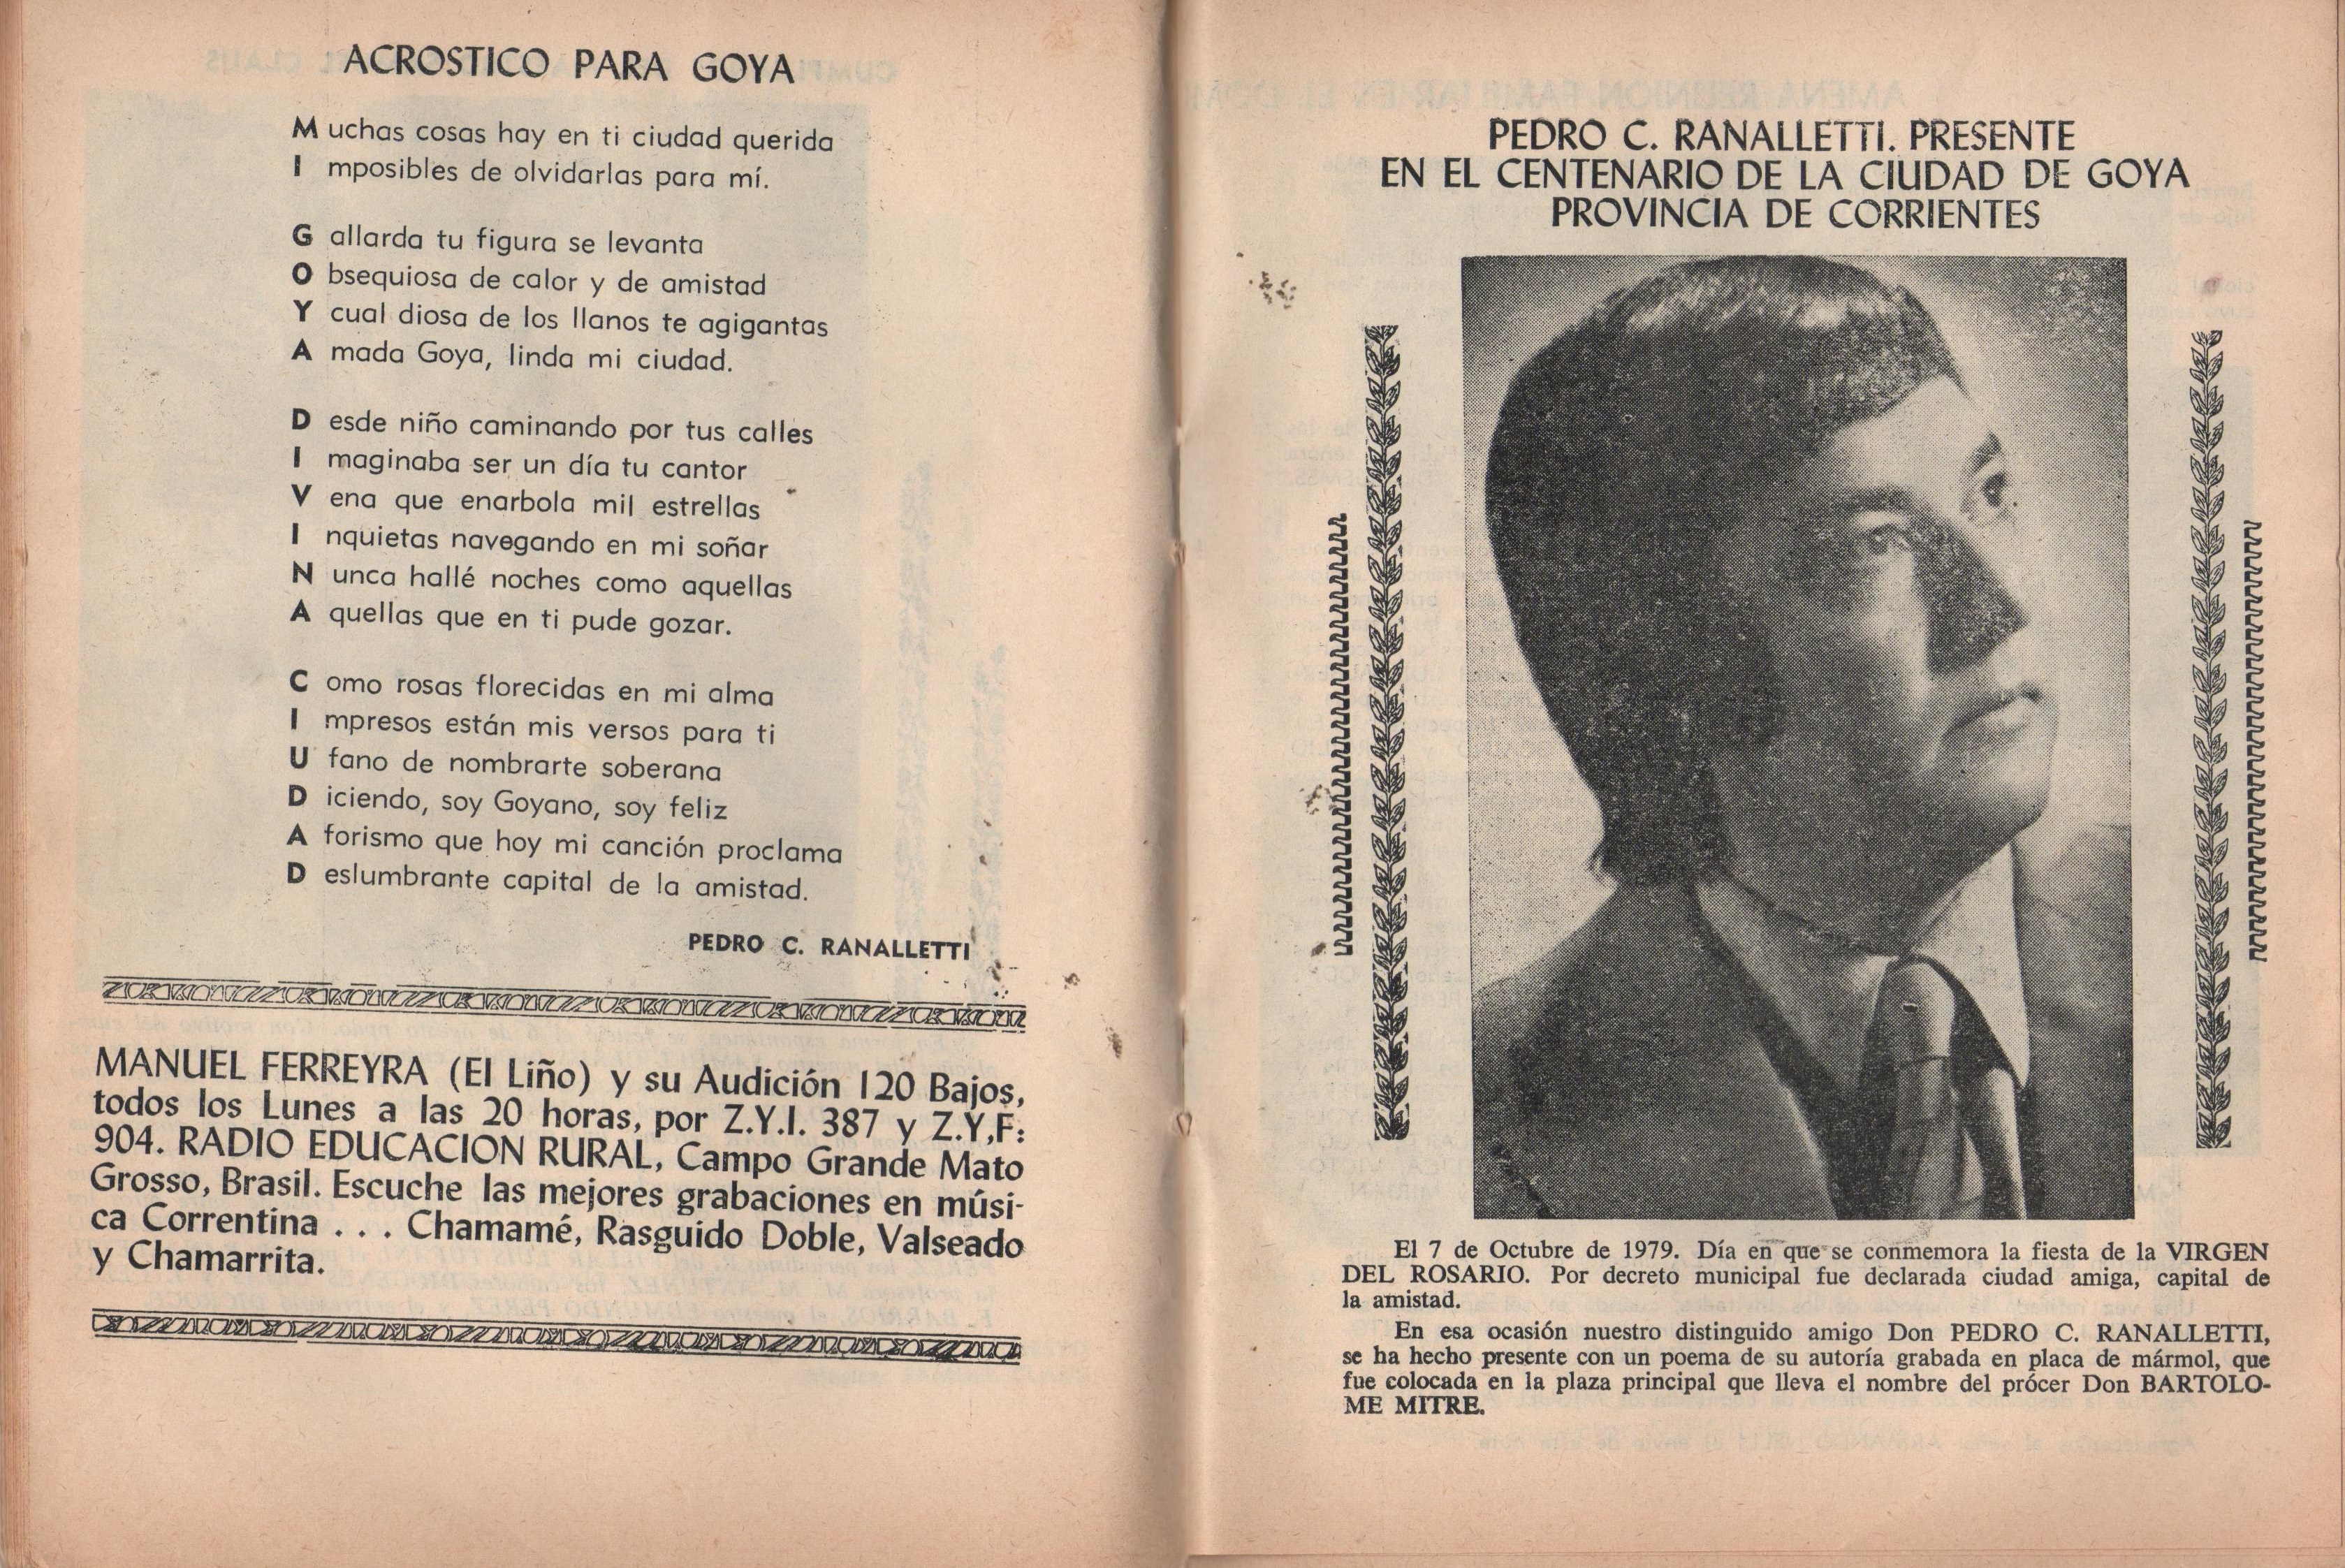 ACROSTICO PARA GOYA
M uchas cosas hay en ti ciudad querida
I mposibles de olvidarlas para mí.
G allarda tu figura se levanta
O bsequiosa de calor y de amistad
Y cual diosa de los llanos te agigantas
A mada Goya, linda mi ciudad.
D esde niño caminando por tus calles
I maginaba ser un día tu cantor
V ena que enarbola mil estrellas
I nquietas navegando en mi soñar
N unca hallé noches como aquellas
A quellas que en ti pude gozar.
C omo rosas florecidas en mi alma
I mpresos están mis versos para ti
U fano de nombrarte soberana
D iciendo, soy Goyano, soy feliz
A forismo que hoy mi canción proclama
D eslumbrante capital de la amistad.
PEDRO C. RANALLETTI
MANUEL FERREYRA (El Liño) y su Audición 120 Bajos,
todos los Lunes a las 20 horas, por Z.Y.I. 387 y Z.Y,F:
904. RADIO EDUCACION RURAL, Campo Grande Mato
Grosso, Brasil. Escuche las mejores grabaciones en músi-
ca Correntina . . . Chamamé, Rasguido Doble, Valseado
y Chamarrita.
PEDRO C. RANALLETTI. PRESENTE
EN EL CENTENARIO DE LA CIUDAD DE GOYA
PROVINCIA DE CORRIENTES
El 7 de Octubre de 1979. Día en que se conmemora la fiesta de la VIRGEN
DEL ROSARIO. Por decreto municipal fue declarada ciudad amiga, capital de
la amistad.
En esa ocasión nuestro distinguido amigo Don PEDRO C. RANALLETTI,
se ha hecho presente con un poema de su autoría grabada en placa de mármol, que
fue colocada en la plaza principal que lleva el nombre del prócer Don BARTOLO-
ME MITRE.